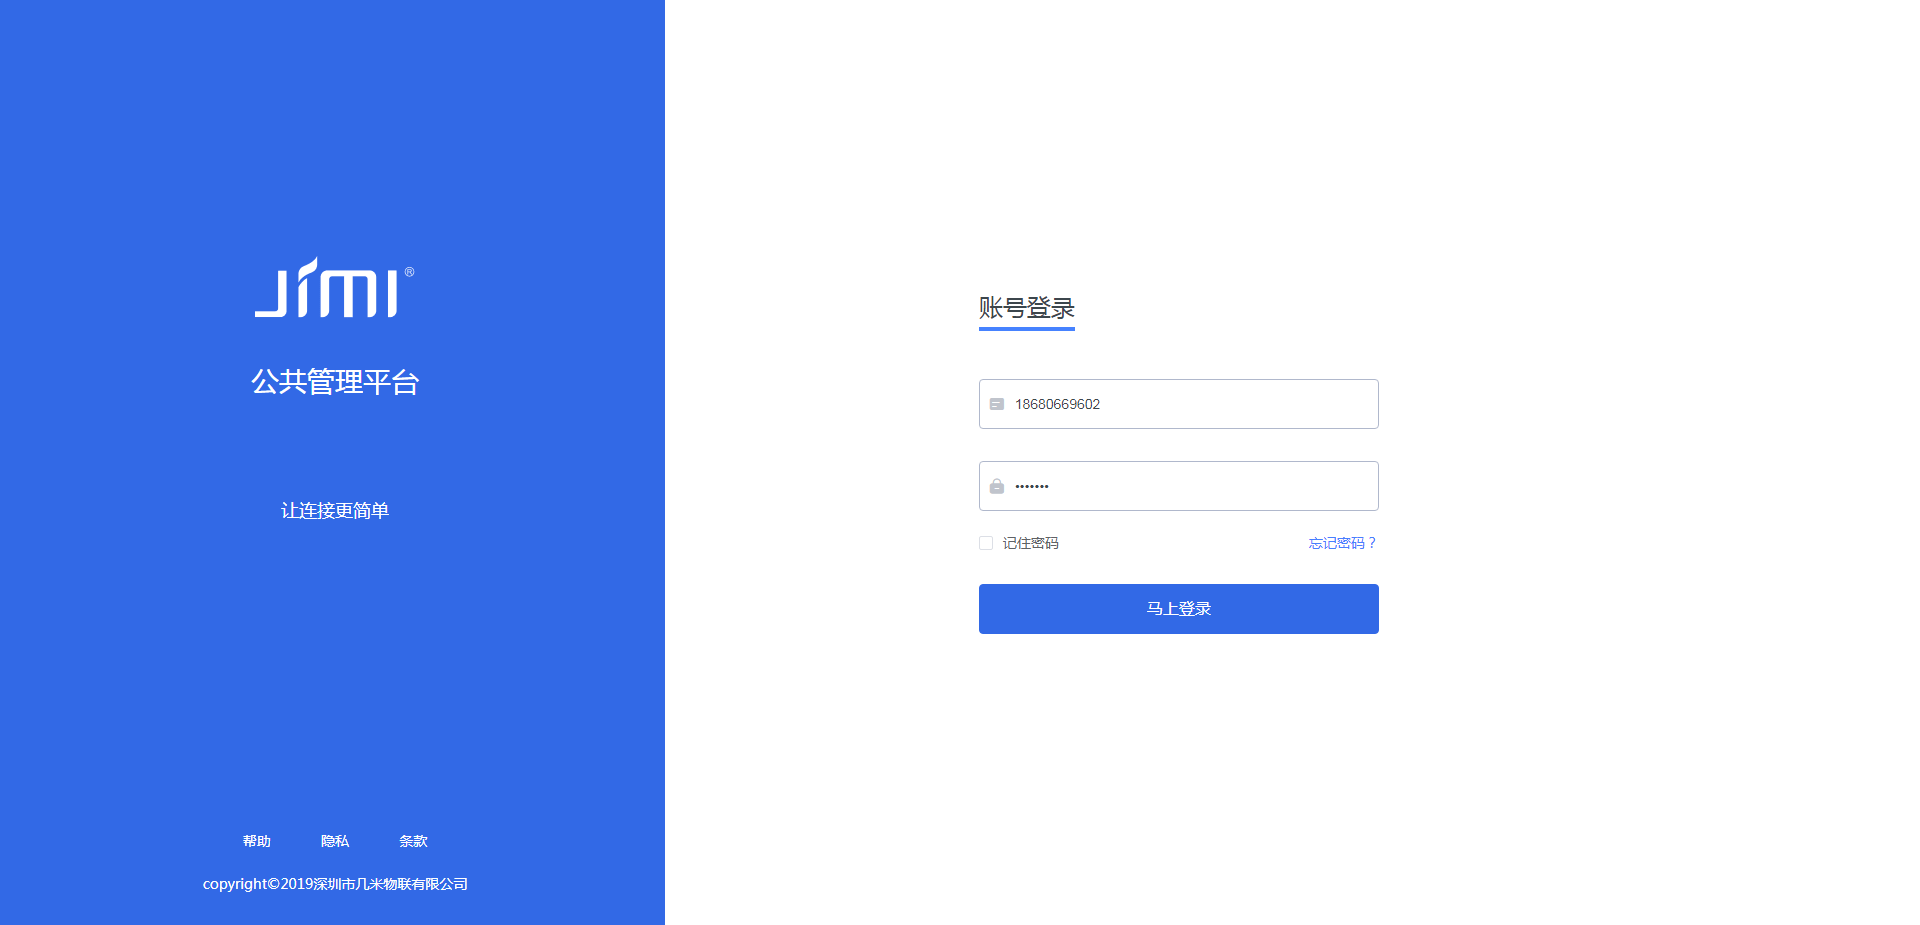 JIMI®
公共管理平台
让连接更简单
帮助 隐私 条款
copyright©2019深圳市几米物联有限公司
账号登录
18680669602
•••••••
记住密码 忘记密码？
马上登录